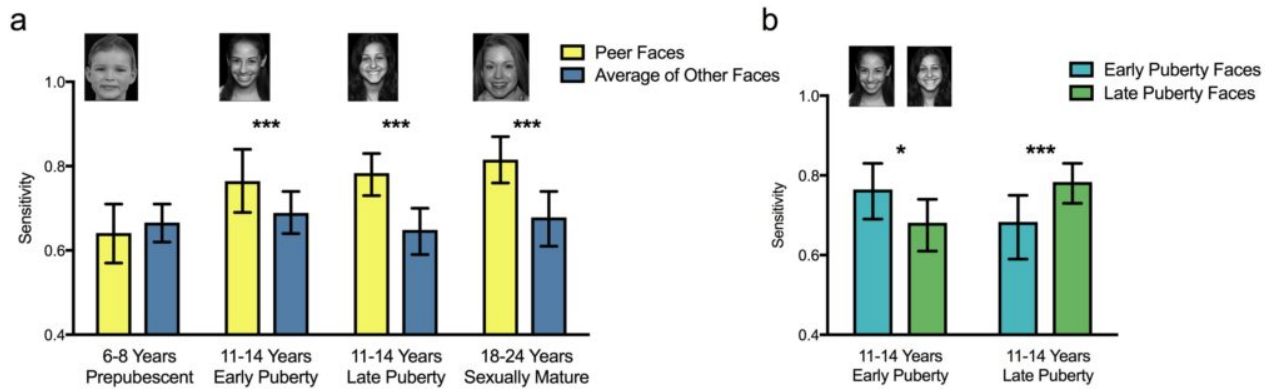 a
Peer Faces
Average of Other Faces
Sensitivity
1.0
0.8
0.6
0.4
***
***
***
6-8 Years
Prepubescent
11-14 Years
Early Puberty
11-14 Years
Late Puberty
18-24 Years
Sexually Mature
b
Early Puberty Faces
Late Puberty Faces
Sensitivity
1.0
0.8
0.6
0.4
*
***
11-14 Years
Early Puberty
11-14 Years
Late Puberty